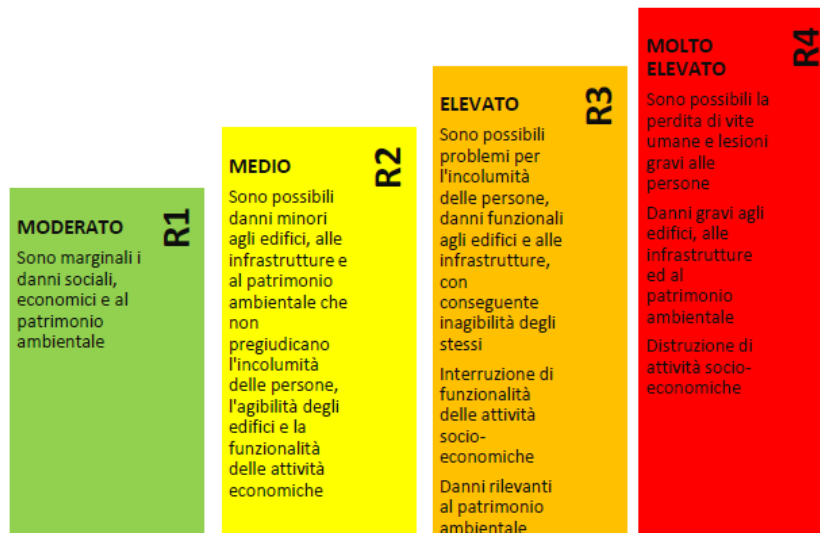 MODERATO
R1
Sono marginali i
danni sociali,
economici e al
patrimonio
ambientale
MEDIO
R2
Sono possibili
danni minori
agli edifici, alle
infrastrutture e
al patrimonio
ambientale che
non
pregiudicano
l'incolumità
delle persone,
l'agibilità degli
edifici e la
funzionalità
delle attività
economiche
ELEVATO
R3
Sono possibili
problemi per
l'incolumità
delle persone,
danni funzionali
agli edifici e alle
infrastrutture,
con
conseguente
inagibilità degli
stessi
Interruzione di
funzionalità
delle attività
socio-
economiche
Danni rilevanti
al patrimonio
ambientale
MOLTO
ELEVATO
R4
Sono possibili la
perdita di vite
umane e lesioni
gravi alle
persone
Danni gravi agli
edifici, alle
infrastrutture
ed al
patrimonio
ambientale
Distruzione di
attività socio-
economiche